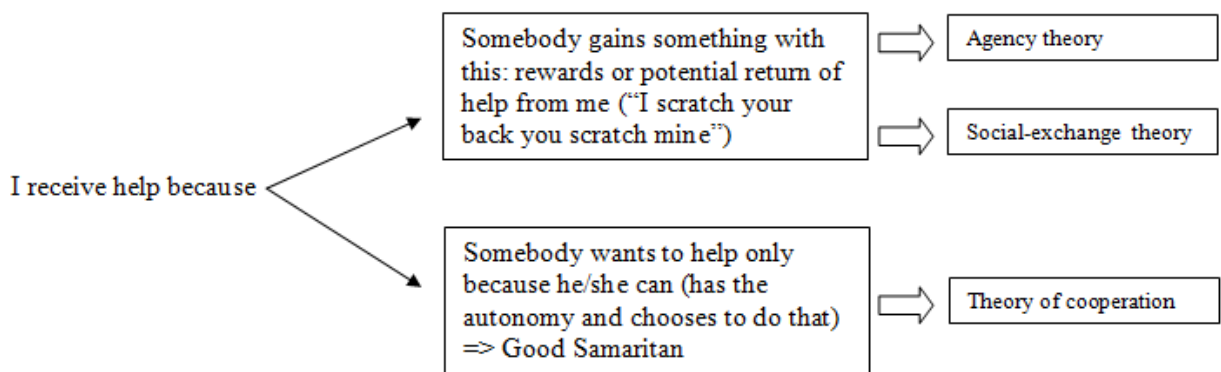 I receive help because
Somebody gains something with
this: rewards or potential return of
help from me (“I scratch your
back you scratch mine”)
Agency theory
Social-exchange theory
Somebody wants to help only
because he/she can (has the
autonomy and chooses to do that)
=> Good Samaritan
Theory of cooperation